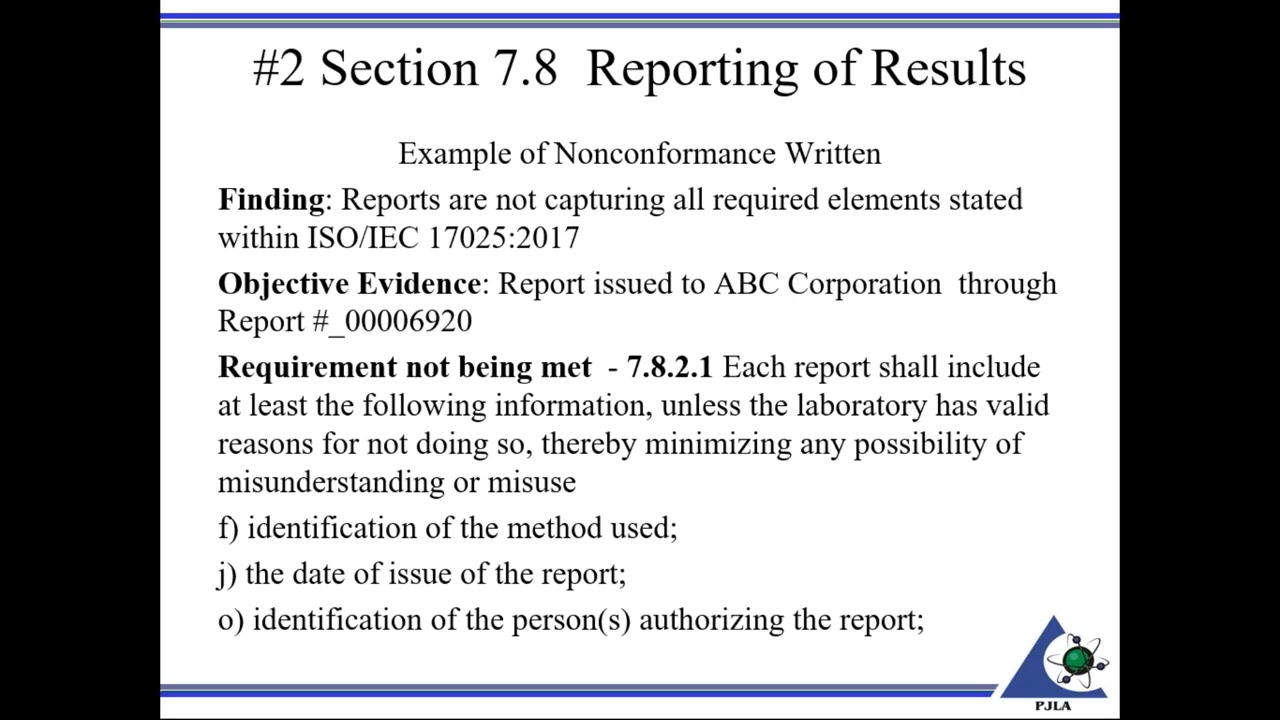 #2 Section 7.8  Reporting of Results
Example of Nonconformance Written
Finding: Reports are not capturing all required elements stated
within ISO/IEC 17025:2017
Objective Evidence: Report issued to ABC Corporation  through
Report #_00006920
Requirement not being met  - 7.8.2.1 Each report shall include
at least the following information, unless the laboratory has valid
reasons for not doing so, thereby minimizing any possibility of
misunderstanding or misuse
f) identification of the method used;
j) the date of issue of the report;
o) identification of the person(s) authorizing the report;
PJLA